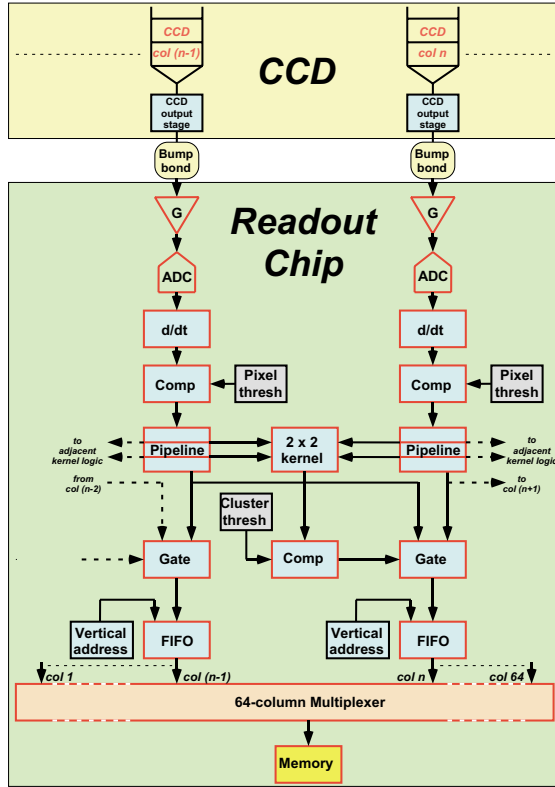 CCD
CCD
col (n-1)
col n
CCD
CCD
output
stage
CCD
output
stage
Bump
bond
Bump
bond
G
G
Readout
Chip
ADC
ADC
d/dt
d/dt
Comp
Pixel
thresh
Comp
Pixel
thresh
to
adjacent
kernel logic
Pipeline
2 x 2
kernel
Pipeline
to
adjacent
kernel logic
from
col (n-2)
to
col (n+1)
Cluster
thresh
Gate
Comp
Gate
Vertical
address
FIFO
Vertical
address
FIFO
col 1
col (n-1)
col n
col 64
64-column Multiplexer
Memory